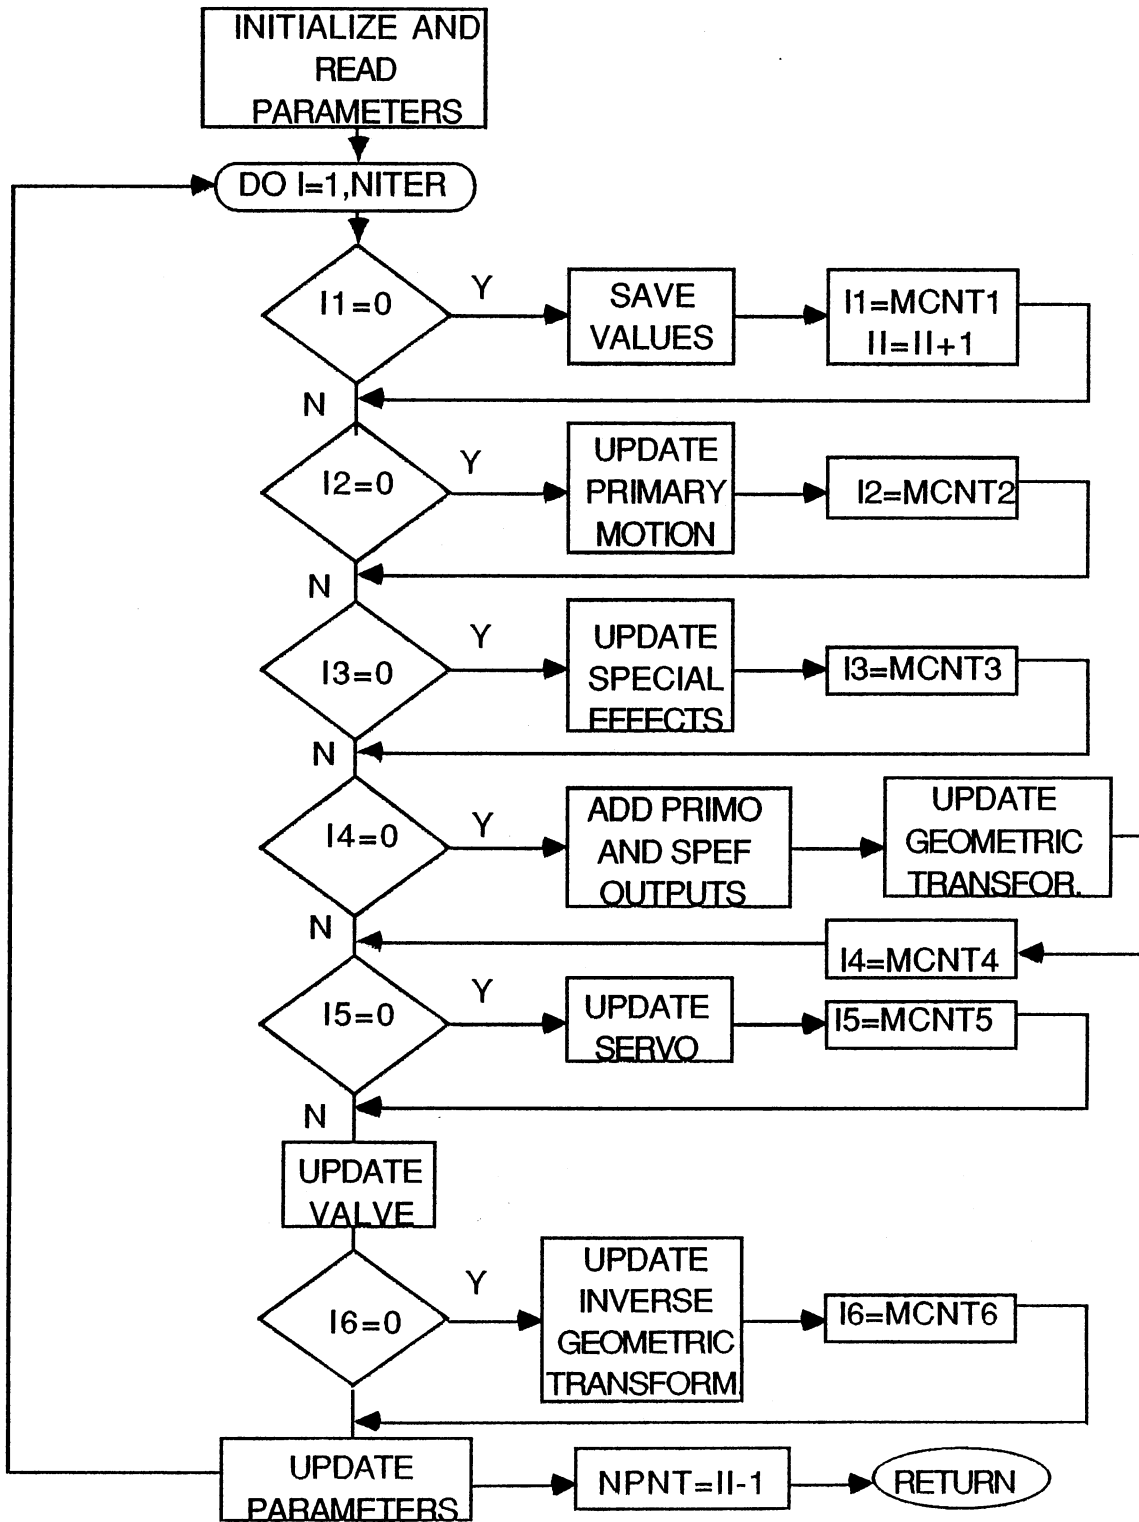 INITIALIZE AND
READ
PARAMETERS
DO I=1,NITER
I1=0
Y
SAVE
VALUES
I1=MCNT1
II=II+1
N
I2=0
Y
UPDATE
PRIMARY
MOTION
I2=MCNT2
N
I3=0
Y
UPDATE
SPECIAL
EFFECTS
I3=MCNT3
N
I4=0
Y
ADD PRIMO
AND SPEF
OUTPUTS
UPDATE
GEOMETRIC
TRANSFOR.
N
I4=MCNT4
I5=0
Y
UPDATE
SERVO
I5=MCNT5
N
UPDATE
VALVE
I6=0
Y
UPDATE
INVERSE
GEOMETRIC
TRANSFORM
I6=MCNT6
UPDATE
PARAMETERS
NPNT=II-1
RETURN